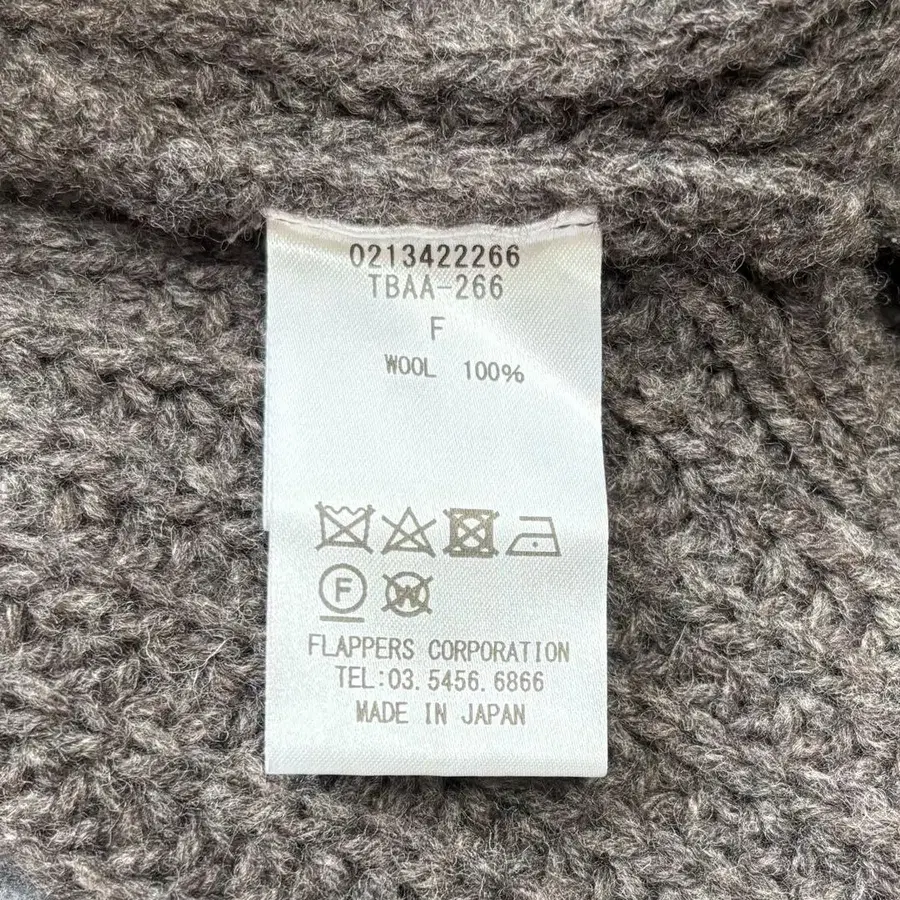 0213422266
TBAA-266
F
WOOL 100%
F W
FLAPPERS CORPORATION
TEL:03.5456.6866
MADE IN JAPAN